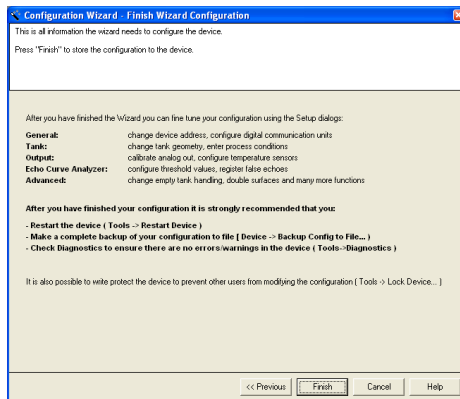 Configuration Wizard - Finish Wizard Configuration
This is all information the wizard needs to configure the device.
Press "Finish" to store the configuration to the device.
After you have finished the Wizard you can fine tune your configuration using the Setup dialogs:
General: change device address, configure digital communication units
Tank: change tank geometry, enter process conditions
Output: calibrate analog out, configure temperature sensors
Echo Curve Analyzer: configure threshold values, register false echoes
Advanced: change empty tank handling, double surfaces and many more functions
After you have finished your configuration it is strongly recommended that you:
- Restart the device ( Tools -> Restart Device )
- Make a complete backup of your configuration to file [ Device -> Backup Config to File... )
- Check Diagnostics to ensure there are no errors/warnings in the device ( Tools->Diagnostics )
It is also possible to write protect the device to prevent other users from modifying the configuration ( Tools -> Lock Device... )
<< Previous Finish Cancel Help